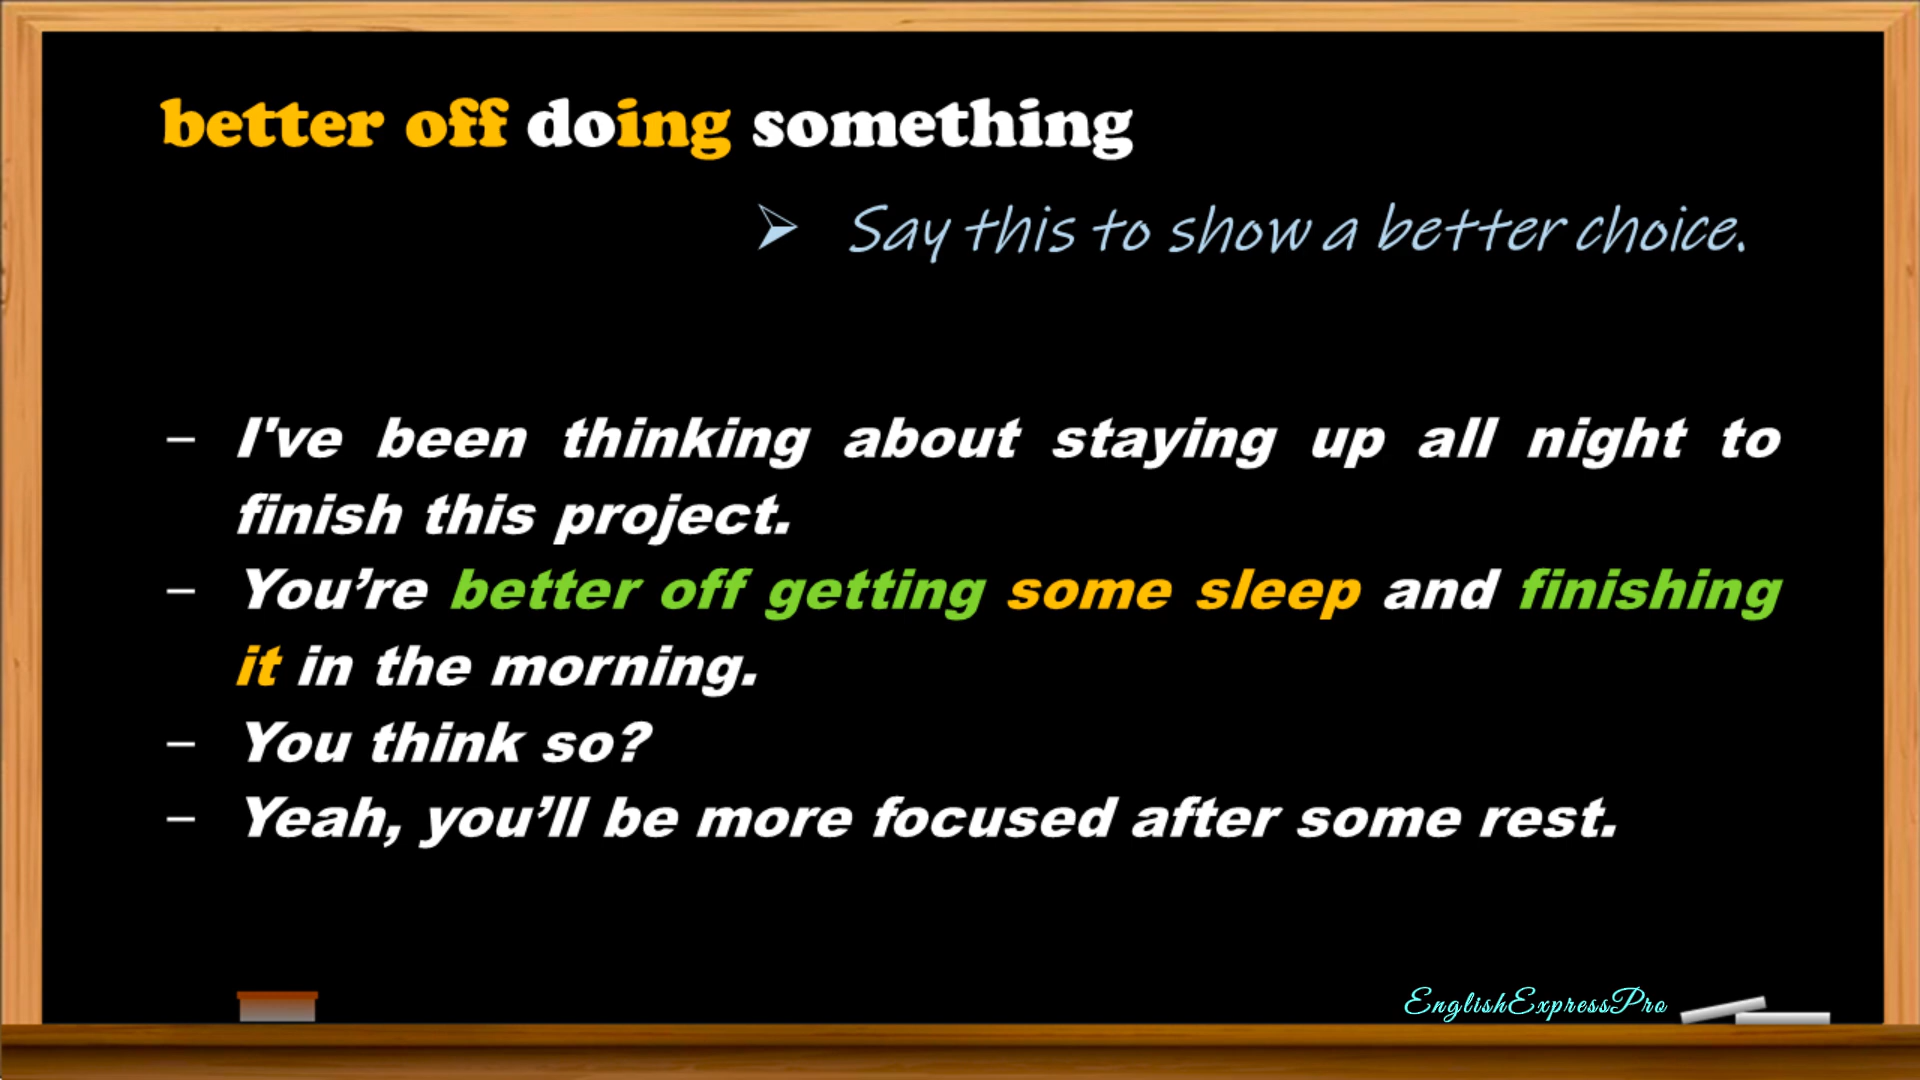 better off doing something
➢ Say this to show a better choice.
– I've been thinking about staying up all night to
finish this project.
– You’re better off getting some sleep and finishing
it in the morning.
– You think so?
– Yeah, you’ll be more focused after some rest.
EnglishExpressPro